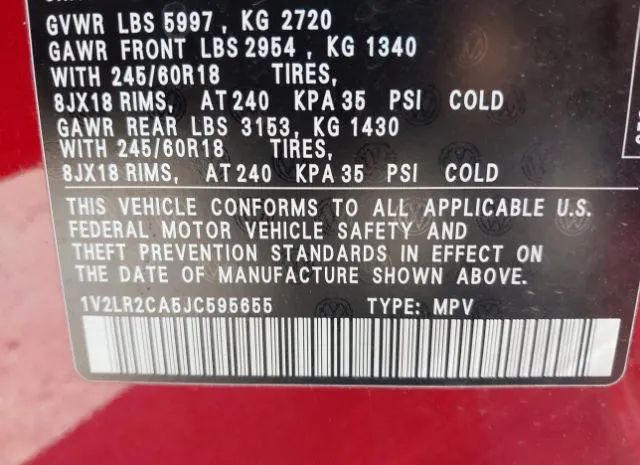 GVWR LBS 5997, KG 2720
GAWR FRONT LBS 2954, KG 1340
WITH 245/60R18 TIRES,
8JX18 RIMS, AT 240 KPA 35 PSI COLD
GAWR REAR LBS 3153, KG 1430
WITH 245/60R18 TIRES,
8JX18 RIMS, AT 240 KPA 35 PSI COLD
THIS VEHICLE CONFORMS TO ALL APPLICABLE U.S.
FEDERAL MOTOR VEHICLE SAFETY AND
THEFT PREVENTION STANDARDS IN EFFECT ON
THE DATE OF MANUFACTURE SHOWN ABOVE.
1V2LR2CA5JC595655 TYPE: MPV